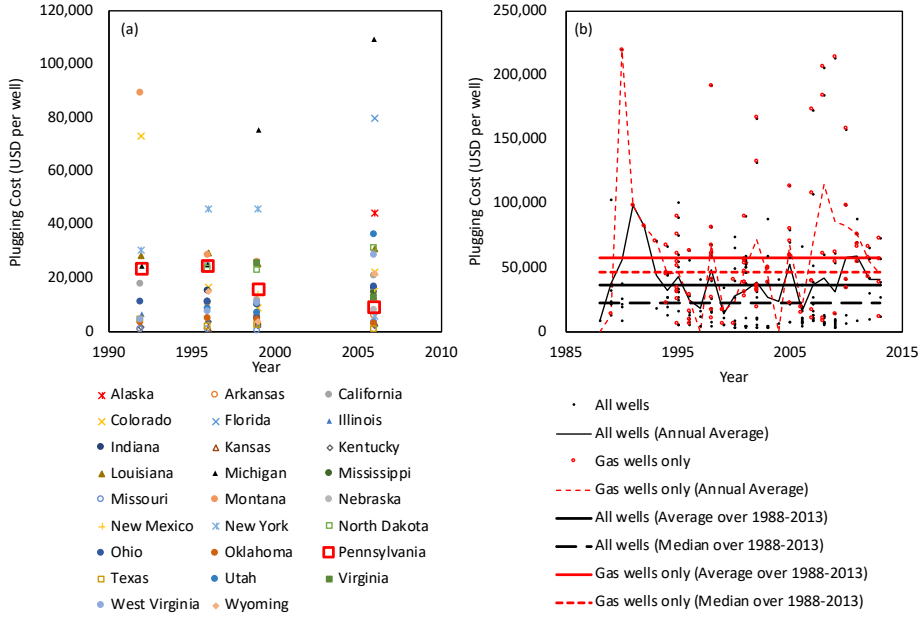 (a)
120,000
100,000
80,000
60,000
40,000
20,000
0
Plugging Cost (USD per well)
1990 1995 2000 2005 2010
Year
Alaska Arkansas California
Colorado Florida Illinois
Indiana Kansas Kentucky
Louisiana Michigan Mississippi
Missouri Montana Nebraska
New Mexico New York North Dakota
Ohio Oklahoma Pennsylvania
Texas Utah Virginia
West Virginia Wyoming
(b)
250,000
200,000
150,000
100,000
50,000
0
Plugging Cost (USD per well)
1985 1995 2005 2015
Year
All wells
All wells (Annual Average)
Gas wells only
Gas wells only (Annual Average)
All wells (Average over 1988-2013)
All wells (Median over 1988-2013)
Gas wells only (Average over 1988-2013)
Gas wells only (Median over 1988-2013)